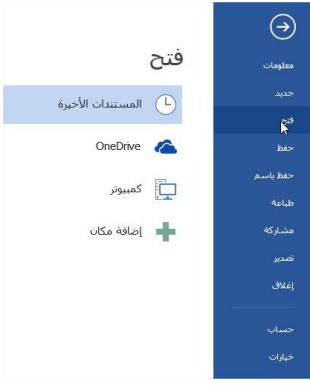 معلومات
جديد
فتح
حفظ
حفظ باسم
طباعة
مشاركة
تصدير
إغلاق
حساب
خيارات
فتح
المستندات الأخيرة
OneDrive
كمبيوتر
إضافة مكان